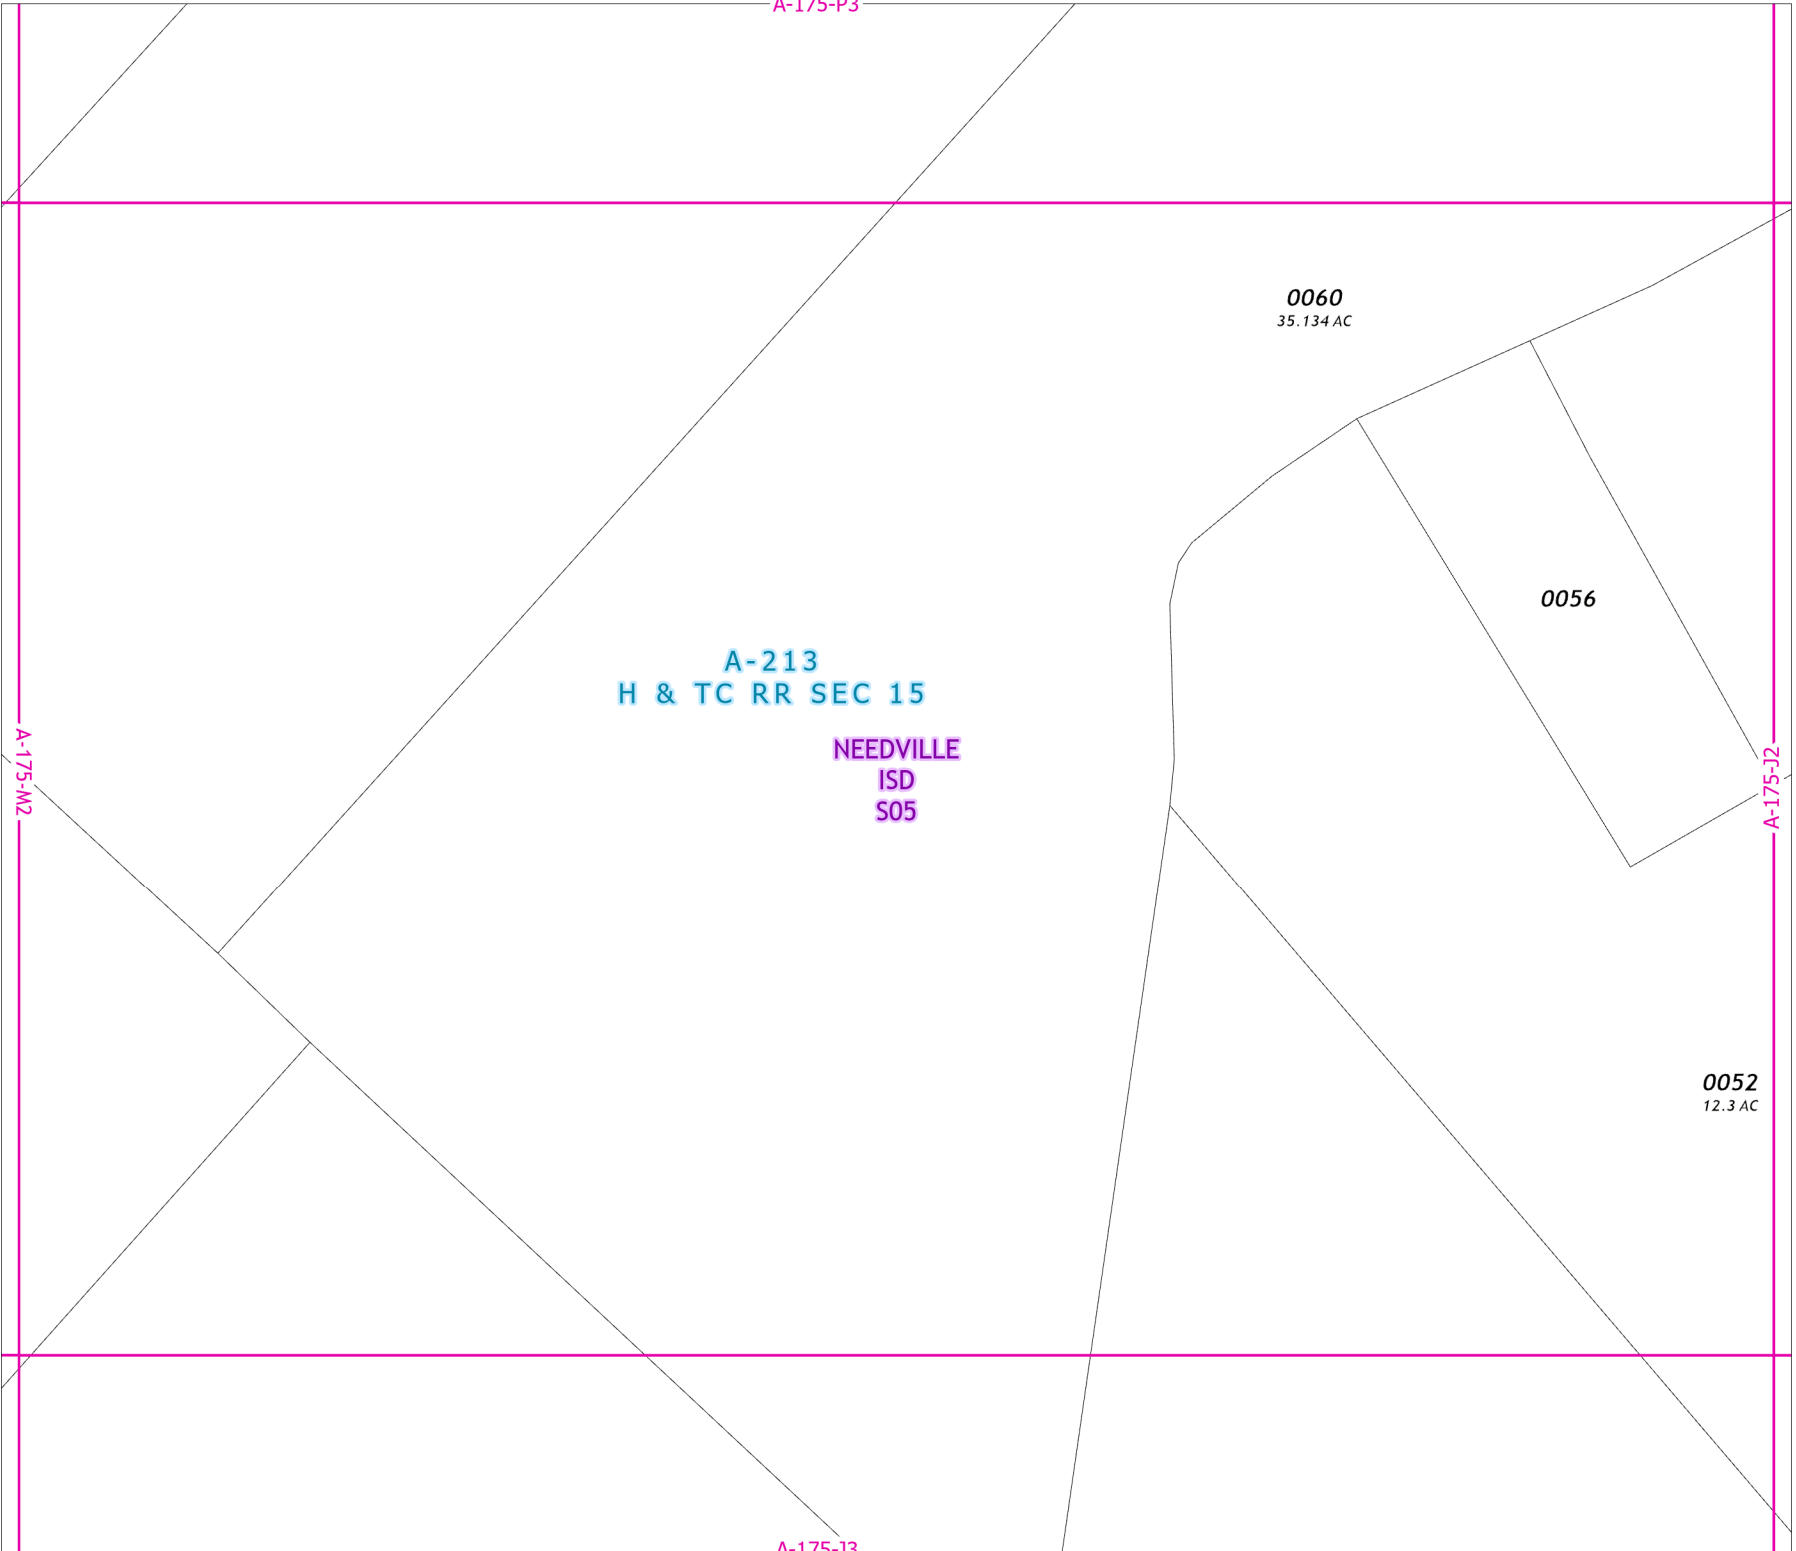 A-175-P3
0060
35.134 AC
0056
A-213
H & TC RR SEC 15
NEEDVILLE
ISD
S05
A-175-M2
A-175-J2
0052
12.3 AC
A-175-J3